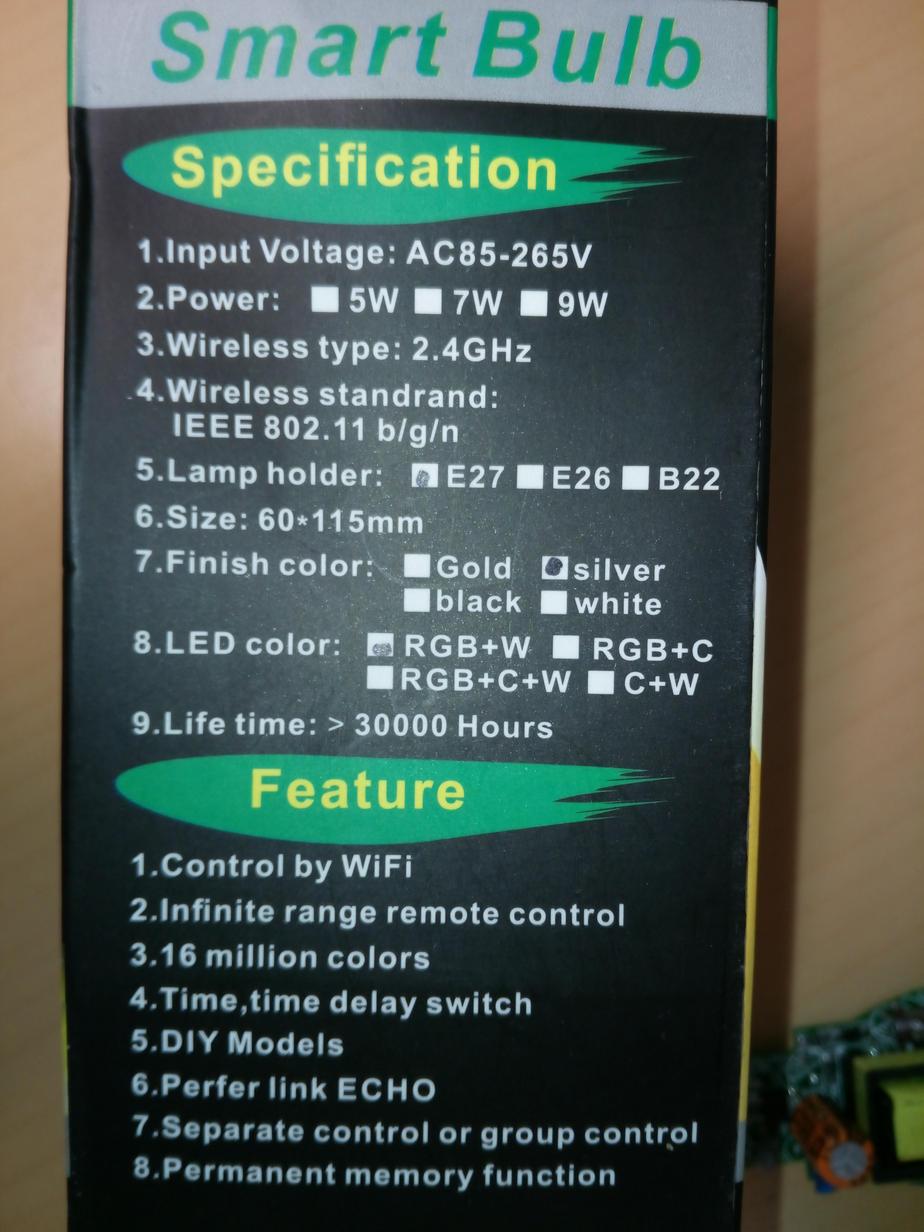 Smart Bulb
Specification
1.Input Voltage: AC85-265V
2.Power: 5W 7W 9W
3.Wireless type: 2.4GHz
4.Wireless standrand:
IEEE 802.11 b/g/n
5.Lamp holder: E27 E26 B22
6.Size: 60*115mm
7.Finish color: Gold silver
black white
8.LED color: RGB+W RGB+C
RGB+C+W C+W
9.Life time: > 30000 Hours
Feature
1.Control by WiFi
2.Infinite range remote control
3.16 million colors
4.Time,time delay switch
5.DIY Models
6.Perfer link ECHO
7.Separate control or group control
8.Permanent memory function